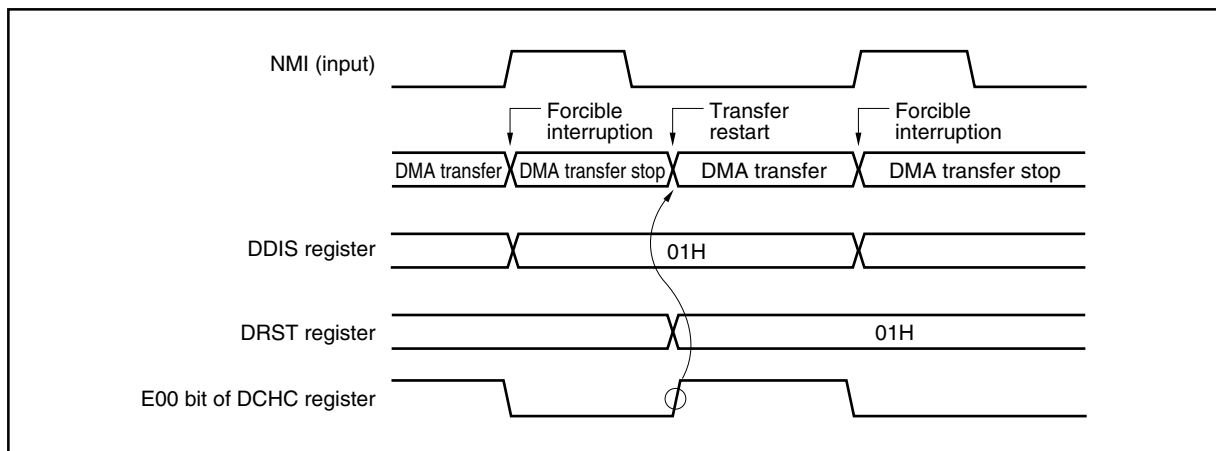 NMI (input)
Forcible
interruption
Transfer
restart
Forcible
interruption
DMA transfer
DMA transfer stop
DMA transfer
DMA transfer stop
DDIS register
01H
DRST register
01H
E00 bit of DCHC register